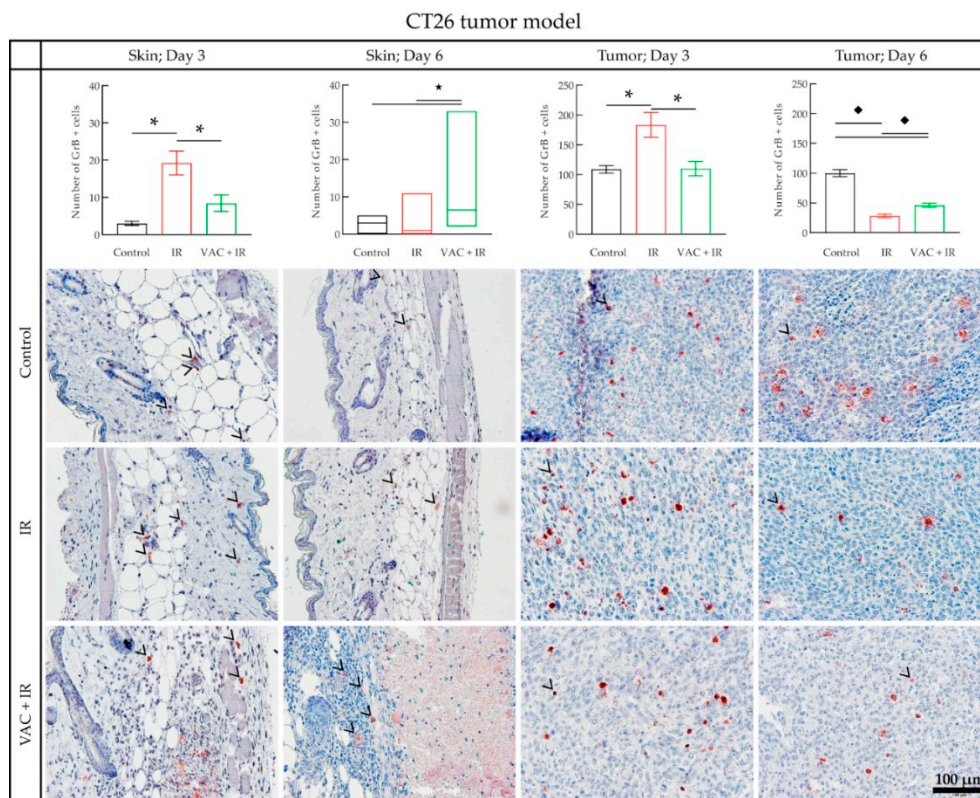 CT26 tumor model
Skin; Day 3
Skin; Day 6
Tumor; Day 3
Tumor; Day 6
Number of GrB + cells
40
30
20
10
0
*
*
Control
IR
VAC + IR
Number of GrB + cells
40
30
20
10
0
★
Control
IR
VAC + IR
Number of GrB + cells
250
200
150
100
50
0
*
*
Control
IR
VAC + IR
Number of GrB + cells
250
200
150
100
50
0
◆
◆
Control
IR
VAC + IR
Control
IR
VAC + IR
100 µm